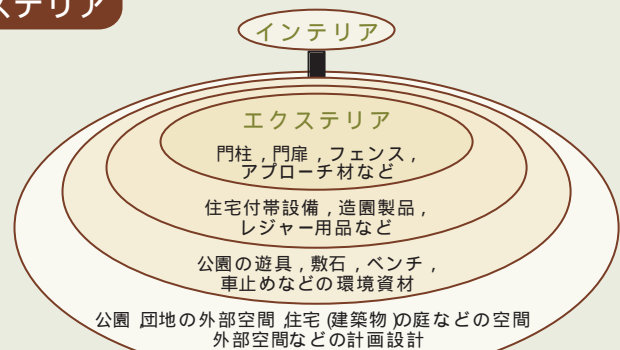 ステリア
インテリア
エクステリア
門柱，門扉，フェンス，
アプローチ材など
住宅付帯設備，造園製品，
レジャー用品など
公園の遊具，敷石，ベンチ，
車止めなどの環境資材
公園，団地の外部空間，住宅（建築物）の庭などの空間
外部空間などの計画設計